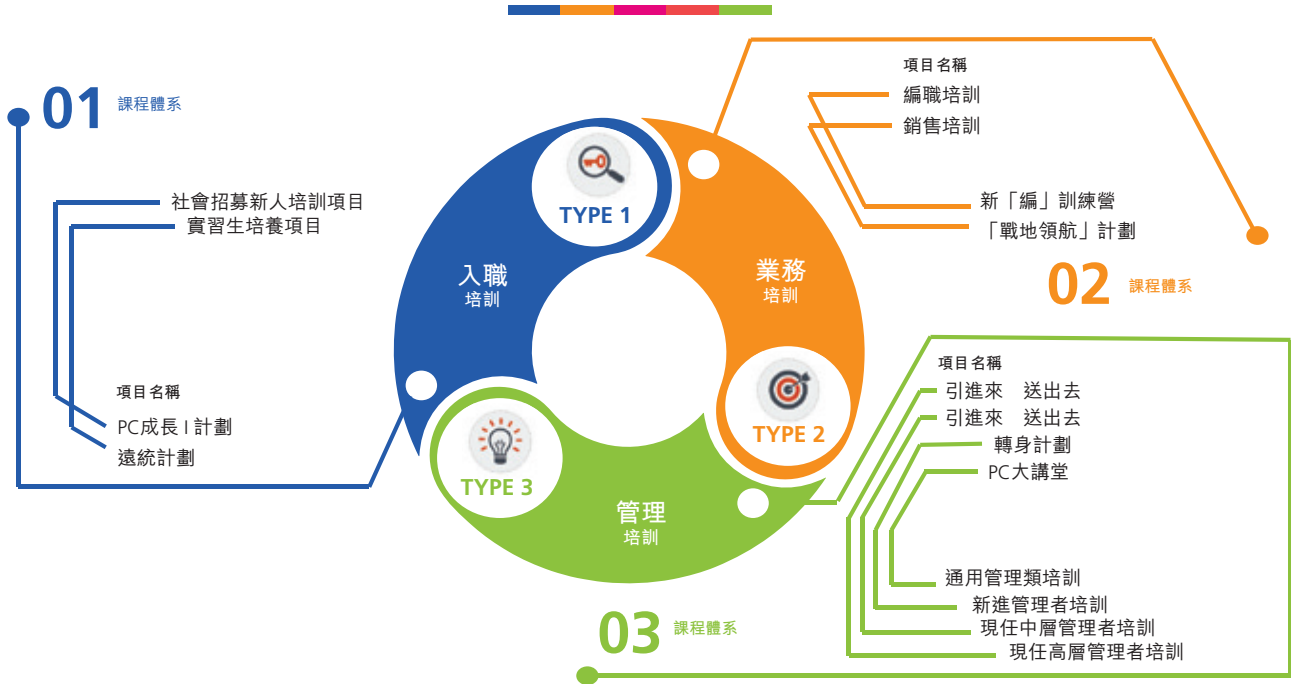 01 課程體系
社會招募新人培訓項目
實習生培養項目
項目名稱
PC成長 I 計劃
遠統計劃
TYPE 1
入職
培訓
業務
培訓
TYPE 2
TYPE 3
管理
培訓
項目名稱
編職培訓
銷售培訓
新「編」訓練營
「戰地領航」計劃
02 課程體系
項目名稱
引進來 送出去
引進來 送出去
轉身計劃
PC大講堂
通用管理類培訓
新進管理者培訓
現任中層管理者培訓
現任高層管理者培訓
03 課程體系